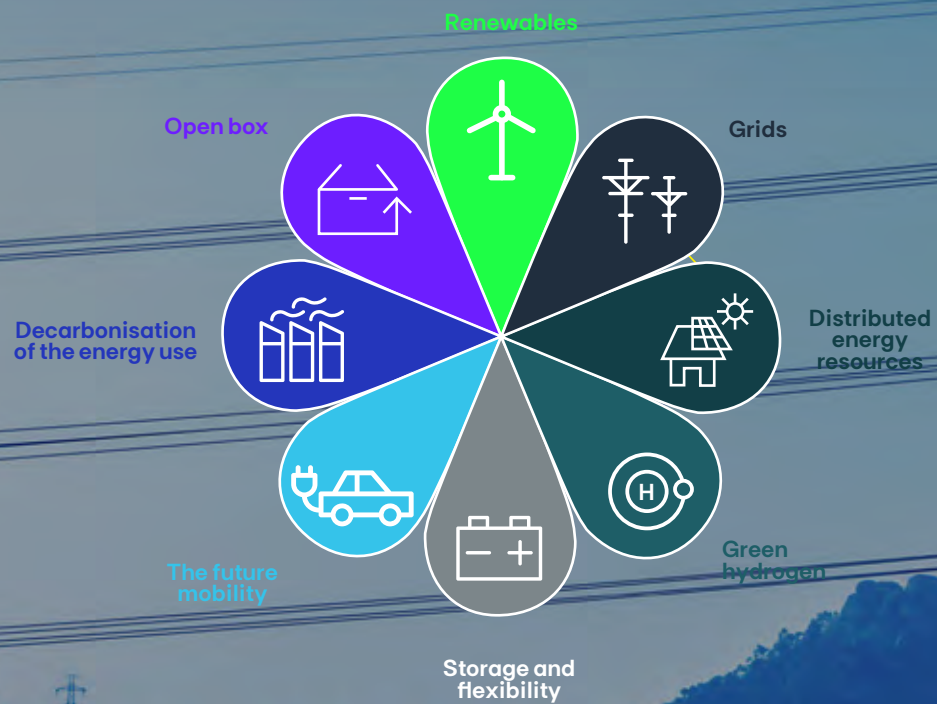 Renewables
Open box
Grids
Decarbonisation
of the energy use
Distributed
energy
resources
H
Green
hydrogen
The future
mobility
Storage and
flexibility